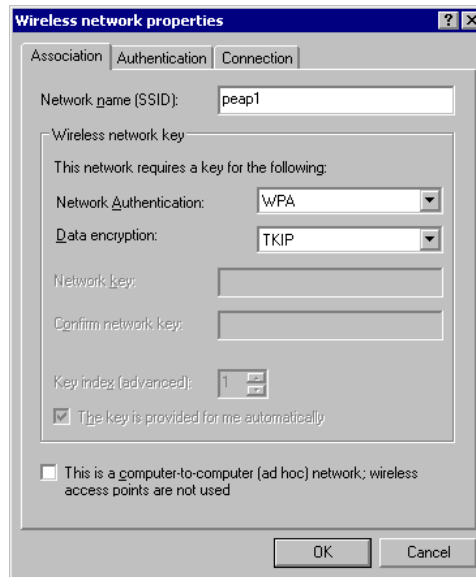 Wireless network properties
Association Authentication Connection
Network name (SSID): peap1
Wireless network key
This network requires a key for the following:
Network Authentication: WPA
Data encryption: TKIP
Network key:
Confirm network key:
Key index (advanced): 1
The key is provided for me automatically
This is a computer-to-computer (ad hoc) network; wireless
access points are not used
OK Cancel